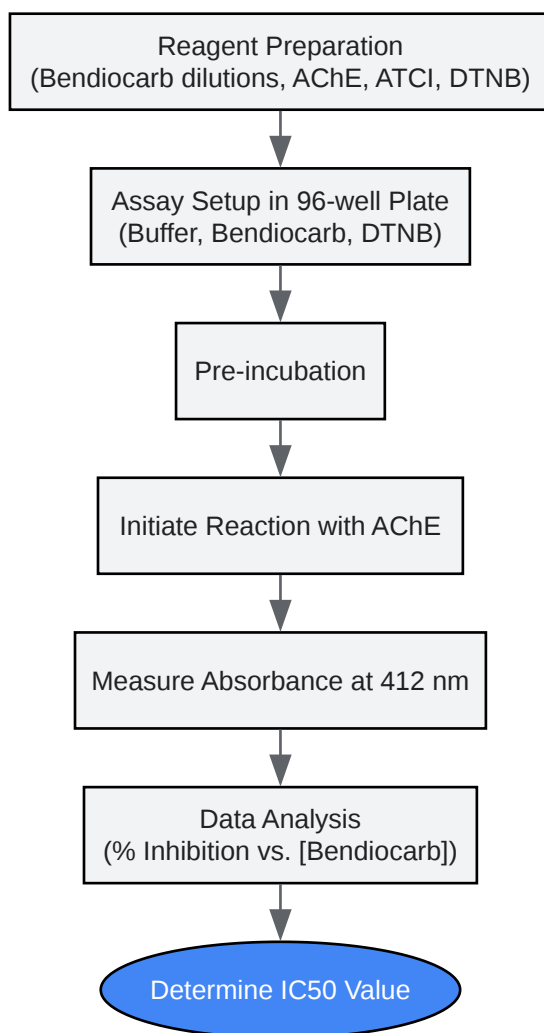 Reagent Preparation
(Bendiocarb dilutions, AChE, ATCI, DTNB)
Assay Setup in 96-well Plate
(Buffer, Bendiocarb, DTNB)
Pre-incubation
Initiate Reaction with AChE
Measure Absorbance at 412 nm
Data Analysis
(% Inhibition vs. [Bendiocarb])
Determine IC50 Value